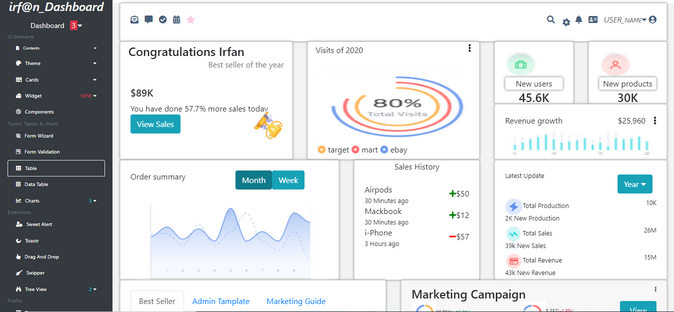 irf@n_Dashboard
Dashboard 3
UI Elements
Contents
Theme
Cards
Widget NEW
Components
Forms Tables & charts
Form Wizard
Form Validation
Table
Data Table
Charts
Extensions
Sweet Alert
Toastr
Drag And Drop
Swipper
Tree View 2
Profile
USER_NAME
Congratulations Irfan
Best seller of the year
$89K
You have done 57.7% more sales today
View Sales
Visits of 2020
80%
Total Visits
target mart ebay
New users
45.6K
New products
30K
Revenue growth $25,960
Order summary
Month Week
Sales History
Airpods
30 Minutes ago
+$50
Mackbook
30 Minutes ago
+$12
i-Phone
3 Hours ago
-$57
Latest Update
Year
Total Production 10K
2K New Production
Total Sales 26M
39k New Sales
Total Revenue 15M
43k New Revenue
Best Seller Admin Tamplate Marketing Guide
Marketing Campaign
View